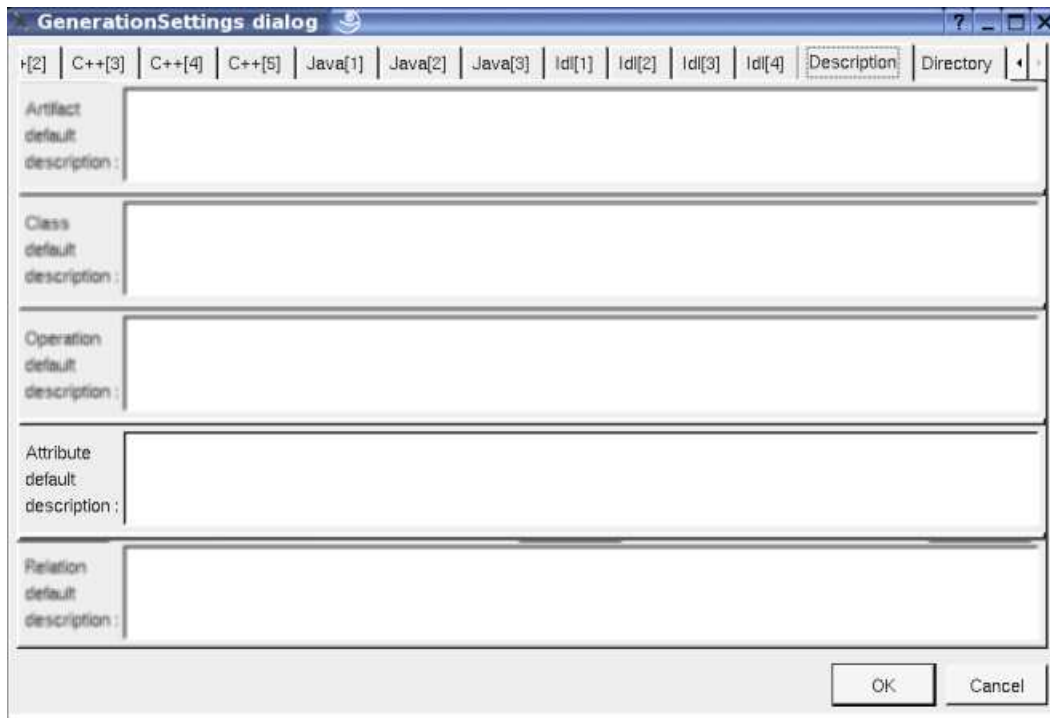 GenerationSettings dialog
+[2] C++[3] C++[4] C++[5] Java[1] Java[2] Java[3] Idl[1] Idl[2] Idl[3] Idl[4] Description Directory
Artifact
default
description :
Class
default
description :
Operation
default
description :
Attribute
default
description :
Relation
default
description :
OK Cancel